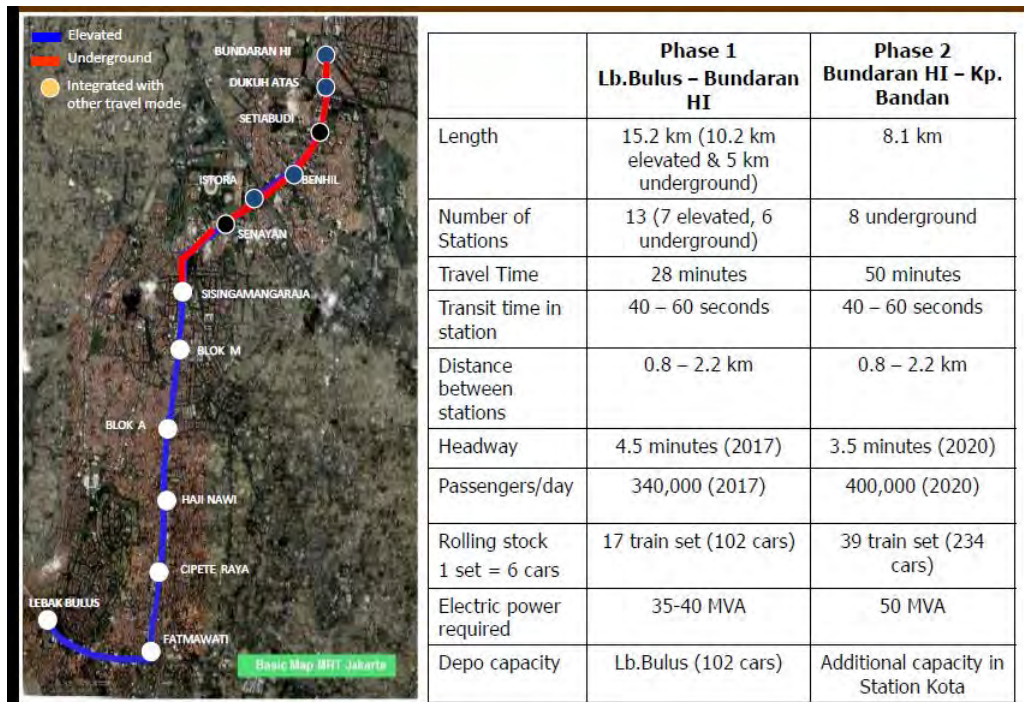 Elevated
Underground
Integrated with
other travel mode
BUNDARAN HI
DUKUH ATAS
SETIABUDI
ISTORA
BENHIL
SENAYAN
SISINGAMANGARAJA
BLOK M
BLOK A
HAJI NAWI
CIPETE RAYA
LEBAK BULUS
FATMAWATI
Basic Map MRT Jakarta
Phase 1
Lb.Bulus – Bundaran
HI
Phase 2
Bundaran HI – Kp.
Bandan
Length
15.2 km (10.2 km
elevated & 5 km
underground)
8.1 km
Number of
Stations
13 (7 elevated, 6
underground)
8 underground
Travel Time
28 minutes
50 minutes
Transit time in
station
40 – 60 seconds
40 – 60 seconds
Distance
between
stations
0.8 – 2.2 km
0.8 – 2.2 km
Headway
4.5 minutes (2017)
3.5 minutes (2020)
Passengers/day
340,000 (2017)
400,000 (2020)
Rolling stock
1 set = 6 cars
17 train set (102 cars)
39 train set (234
cars)
Electric power
required
35-40 MVA
50 MVA
Depo capacity
Lb.Bulus (102 cars)
Additional capacity in
Station Kota